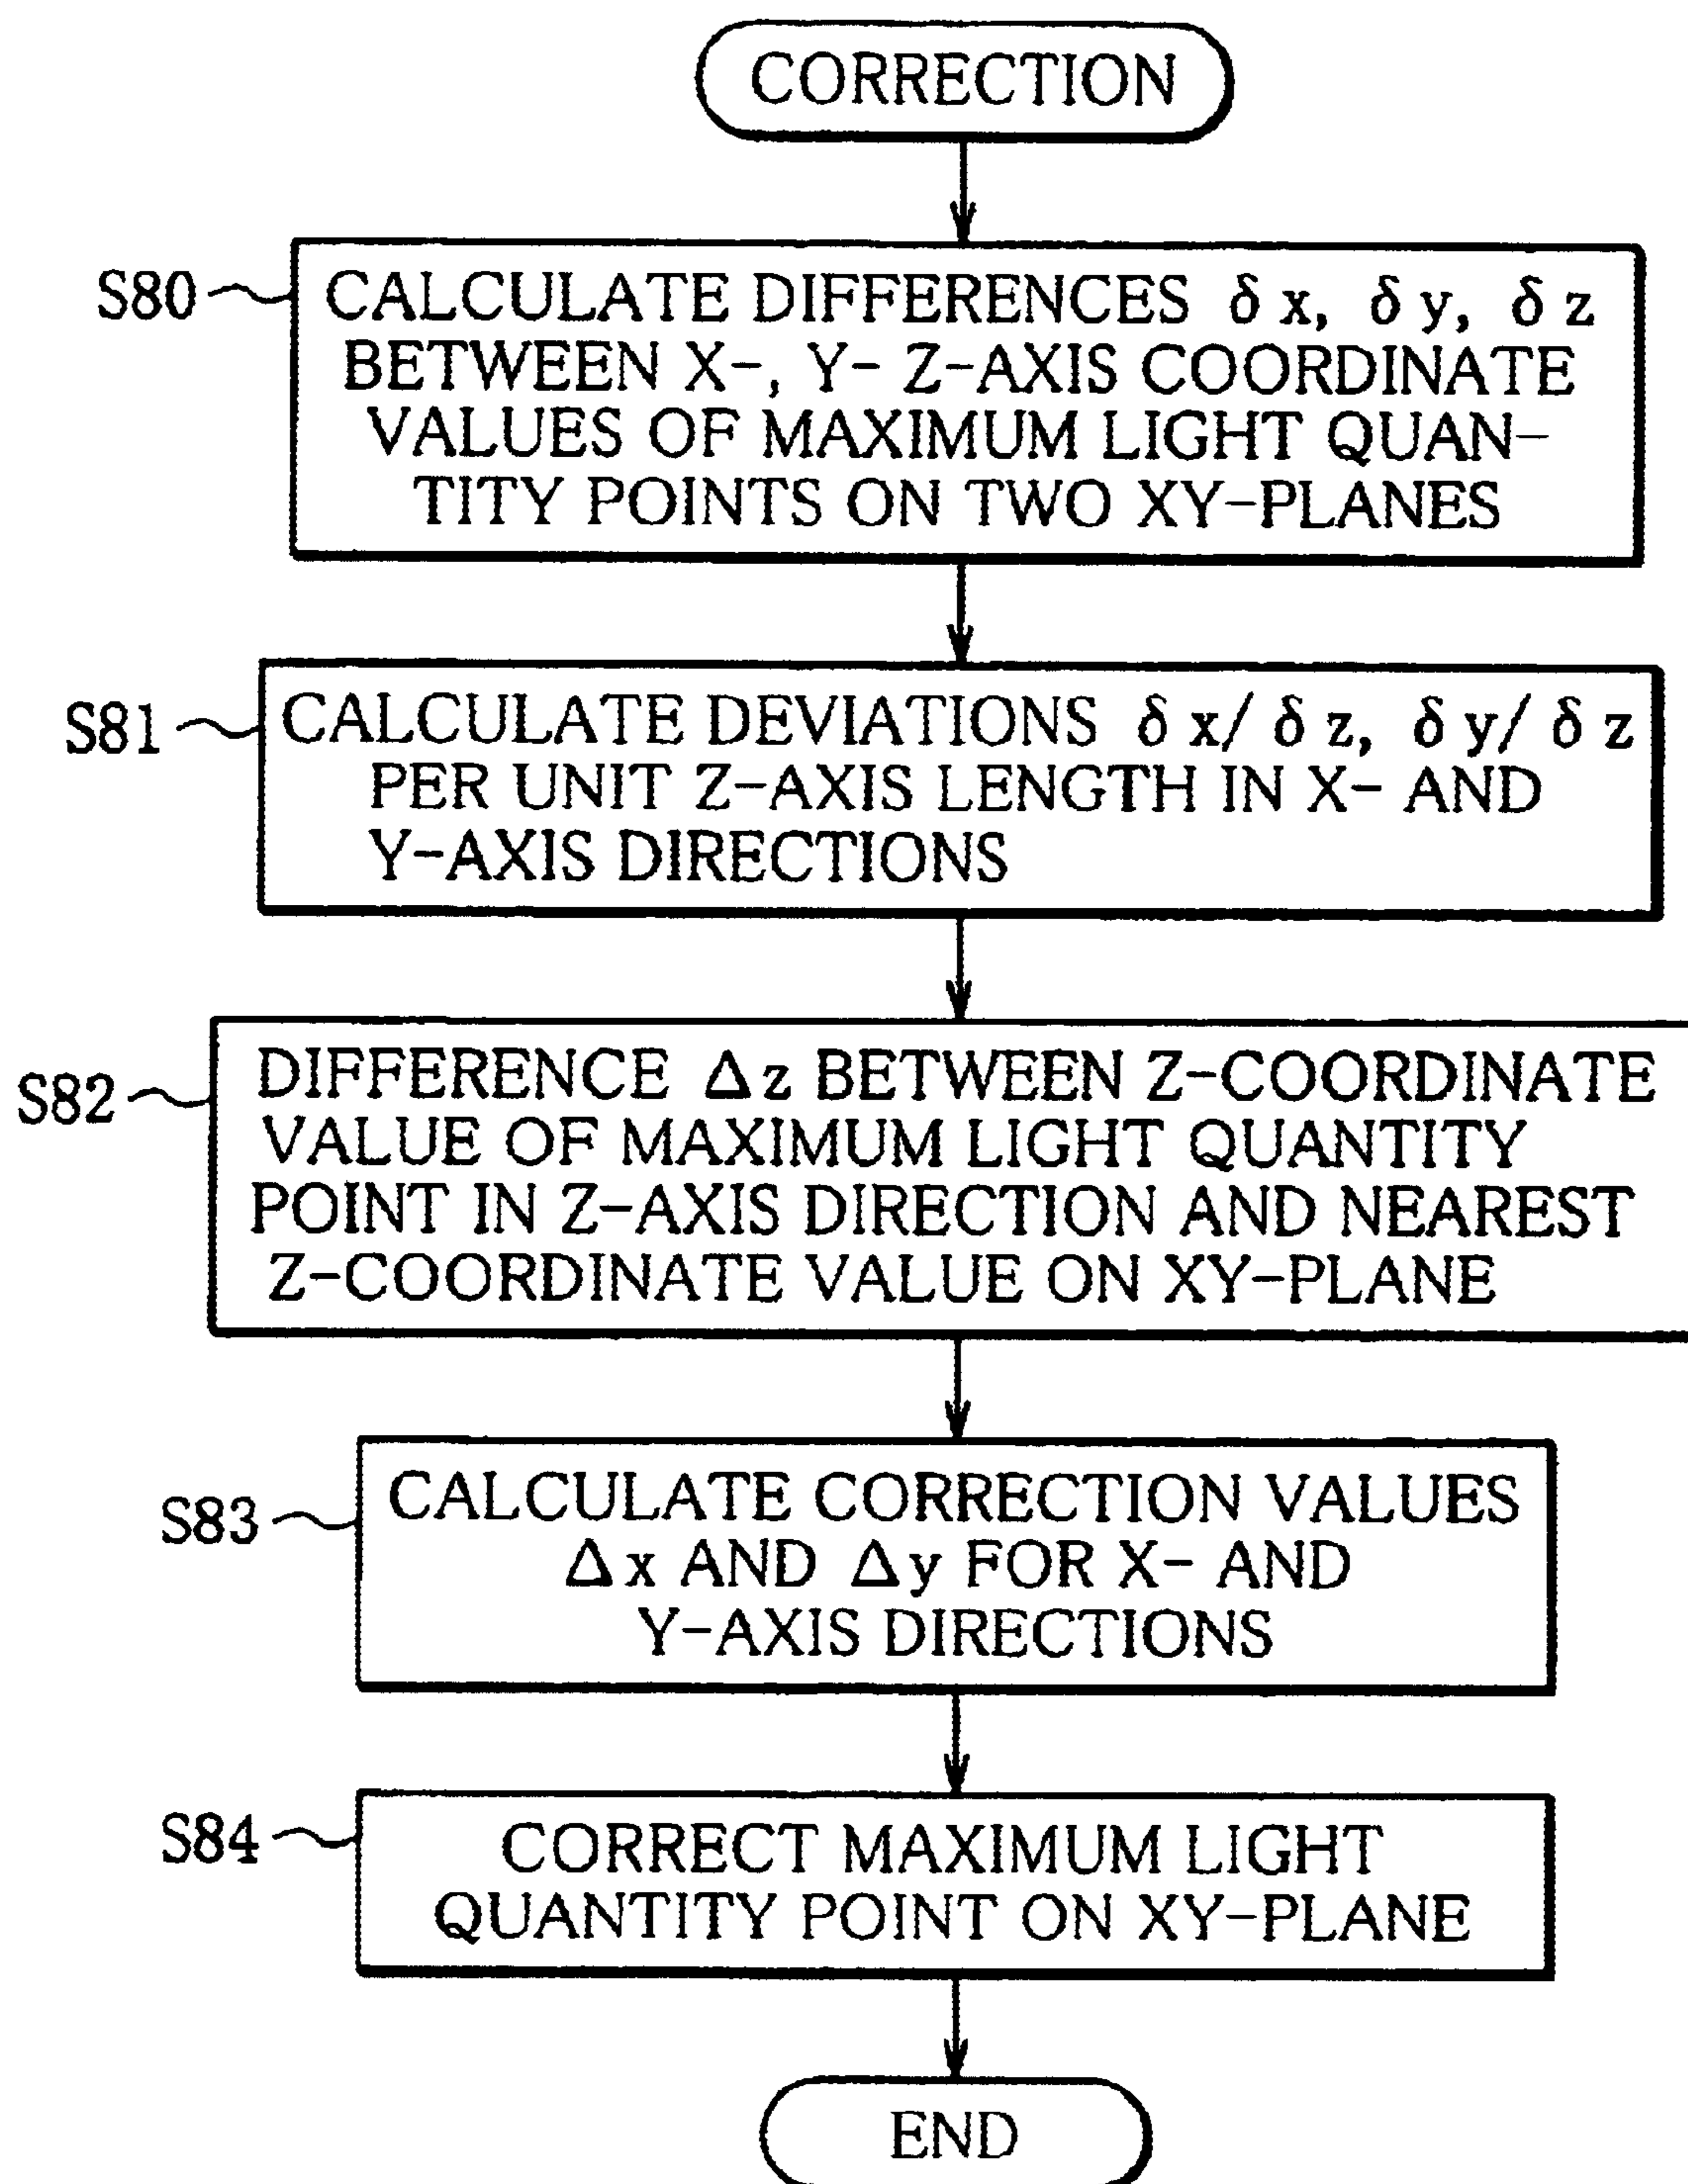 CORRECTION
S80
CALCULATE DIFFERENCES δx, δy, δz
BETWEEN X-, Y- Z-AXIS COORDINATE
VALUES OF MAXIMUM LIGHT QUAN-
TITY POINTS ON TWO XY-PLANES
S81
CALCULATE DEVIATIONS δx/δz, δy/δz
PER UNIT Z-AXIS LENGTH IN X- AND
Y-AXIS DIRECTIONS
S82
DIFFERENCE Δz BETWEEN Z-COORDINATE
VALUE OF MAXIMUM LIGHT QUANTITY
POINT IN Z-AXIS DIRECTION AND NEAREST
Z-COORDINATE VALUE ON XY-PLANE
S83
CALCULATE CORRECTION VALUES
Δx AND Δy FOR X- AND
Y-AXIS DIRECTIONS
S84
CORRECT MAXIMUM LIGHT
QUANTITY POINT ON XY-PLANE
END